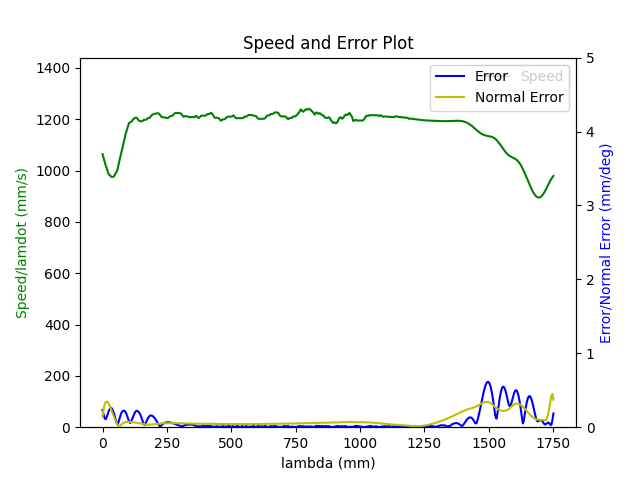 Speed and Error Plot
Error Speed
Normal Error
1400
1200
1000
800
600
400
200
0
5
4
3
2
1
0
0 250 500 750 1000 1250 1500 1750
lambda (mm)
Speed/lamdot (mm/s)
Error/Normal Error (mm/deg)